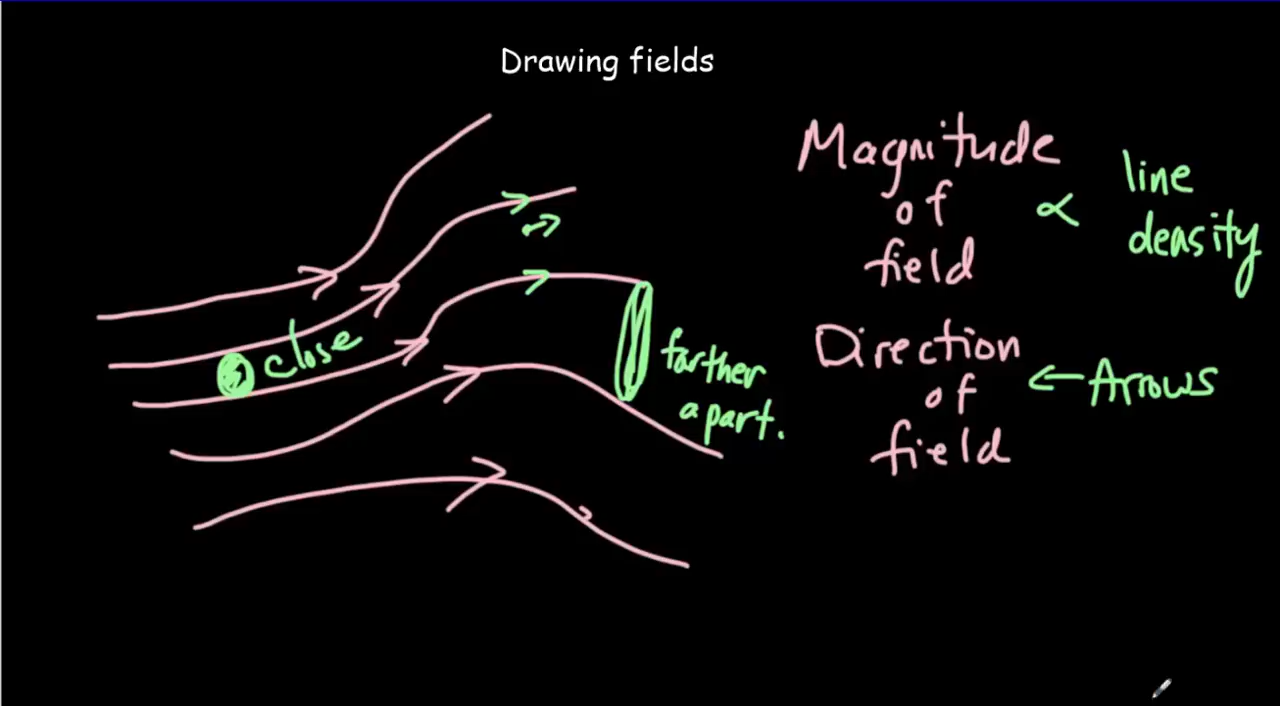 Drawing fields
Magnitude
of
field
∝
line
density
close
farther
apart.
Direction
of
field
← Arrows